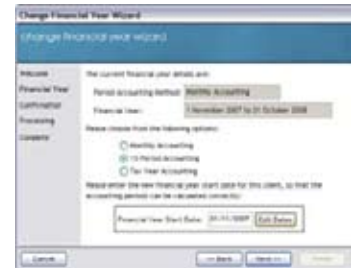 Change Financial Year Wizard
change financial year wizard
Welcome
Financial Year
Confirmation
Processing
Complete
The current financial year details are:
Period Accounting Method: Monthly Accounting
Financial Year: 1 November 2007 to 31 October 2008
Please choose from the following options:
Monthly Accounting
13 Period Accounting
Tax Year Accounting
Please enter the new financial year start date for this client, so that the
accounting period can be calculated correctly:
Financial Year Start Date: 01/11/2007 Edit Dates
Cancel
<< Back
Next >>